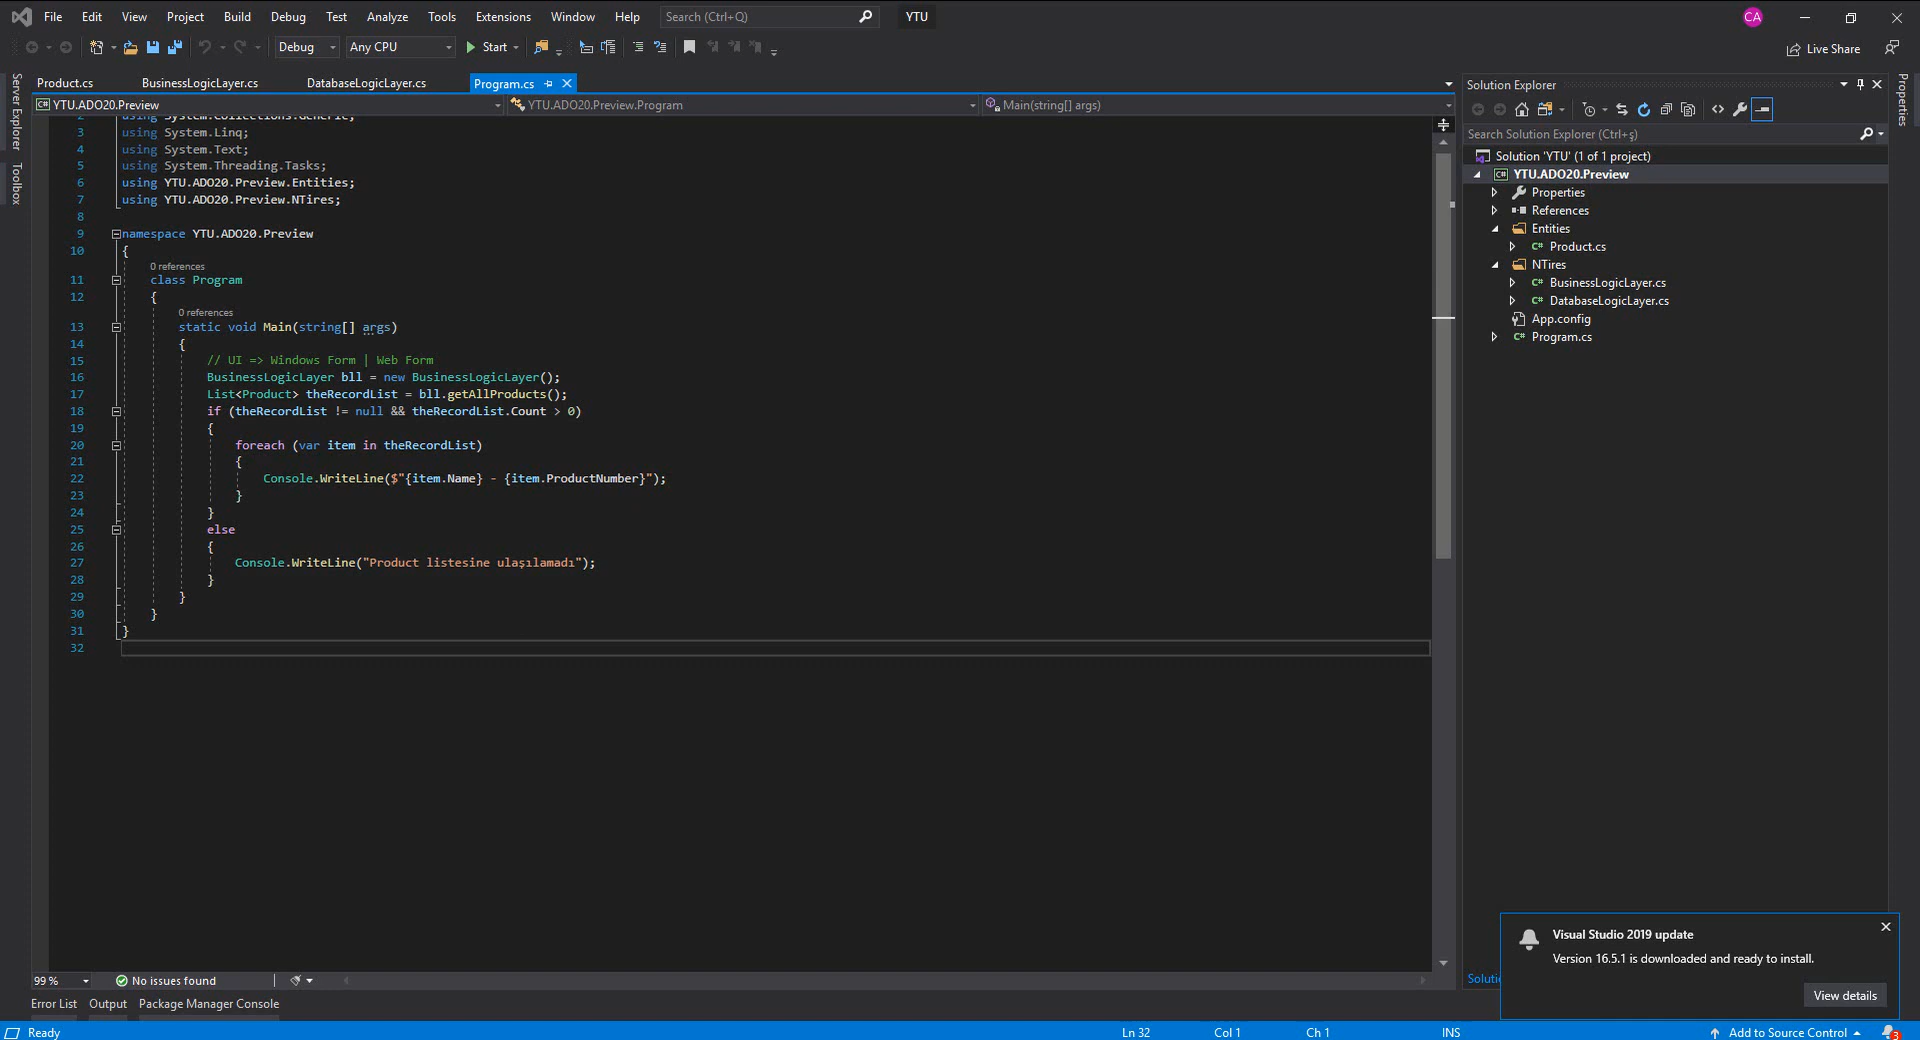 File Edit View Project Build Debug Test Analyze Tools Extensions Window Help Search (Ctrl+Q) YTU CA
Debug Any CPU Start Live Share
Server Explorer
Toolbox
Product.cs BusinessLogicLayer.cs DatabaseLogicLayer.cs Program.cs
YTU.ADO20.Preview YTU.ADO20.Preview.Program Main(string[] args)
2 using System.Collections.Generic;
3 using System.Linq;
4 using System.Text;
5 using System.Threading.Tasks;
6 using YTU.ADO20.Preview.Entities;
7 using YTU.ADO20.Preview.NTires;
8
9 namespace YTU.ADO20.Preview
10 {
0 references
11 class Program
12 {
0 references
13 static void Main(string[] args)
14 {
15 // UI => Windows Form | Web Form
16 BusinessLogicLayer bll = new BusinessLogicLayer();
17 List<Product> theRecordList = bll.getAllProducts();
18 if (theRecordList != null && theRecordList.Count > 0)
19 {
20 foreach (var item in theRecordList)
21 {
22 Console.WriteLine($"{item.Name} - {item.ProductNumber}");
23 }
24 }
25 else
26 {
27 Console.WriteLine("Product listesine ulaşılamadı");
28 }
29 }
30 }
31 }
32
99 % No issues found
Error List Output Package Manager Console
Ready Ln 32 Col 1 Ch 1 INS Add to Source Control 3
Solution Explorer
Search Solution Explorer (Ctrl+ş)
Solution 'YTU' (1 of 1 project)
YTU.ADO20.Preview
Properties
References
Entities
Product.cs
NTires
BusinessLogicLayer.cs
DatabaseLogicLayer.cs
App.config
Program.cs
Properties
Soluti
Visual Studio 2019 update
Version 16.5.1 is downloaded and ready to install.
View details